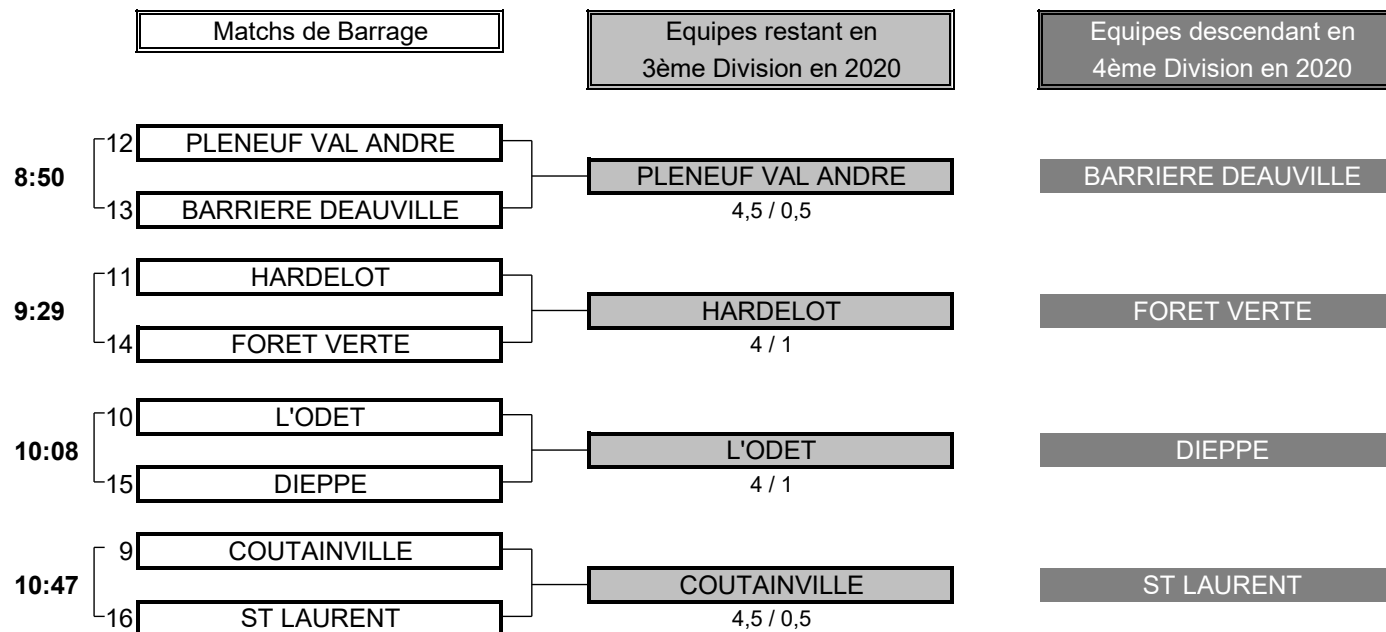 Matchs de Barrage
Equipes restant en
3ème Division en 2020
Equipes descendant en
4ème Division en 2020
8:50
12 PLENEUF VAL ANDRE
13 BARRIERE DEAUVILLE
PLENEUF VAL ANDRE
4,5 / 0,5
BARRIERE DEAUVILLE
9:29
11 HARDELOT
14 FORET VERTE
HARDELOT
4 / 1
FORET VERTE
10:08
10 L'ODET
15 DIEPPE
L'ODET
4 / 1
DIEPPE
10:47
9 COUTAINVILLE
16 ST LAURENT
COUTAINVILLE
4,5 / 0,5
ST LAURENT